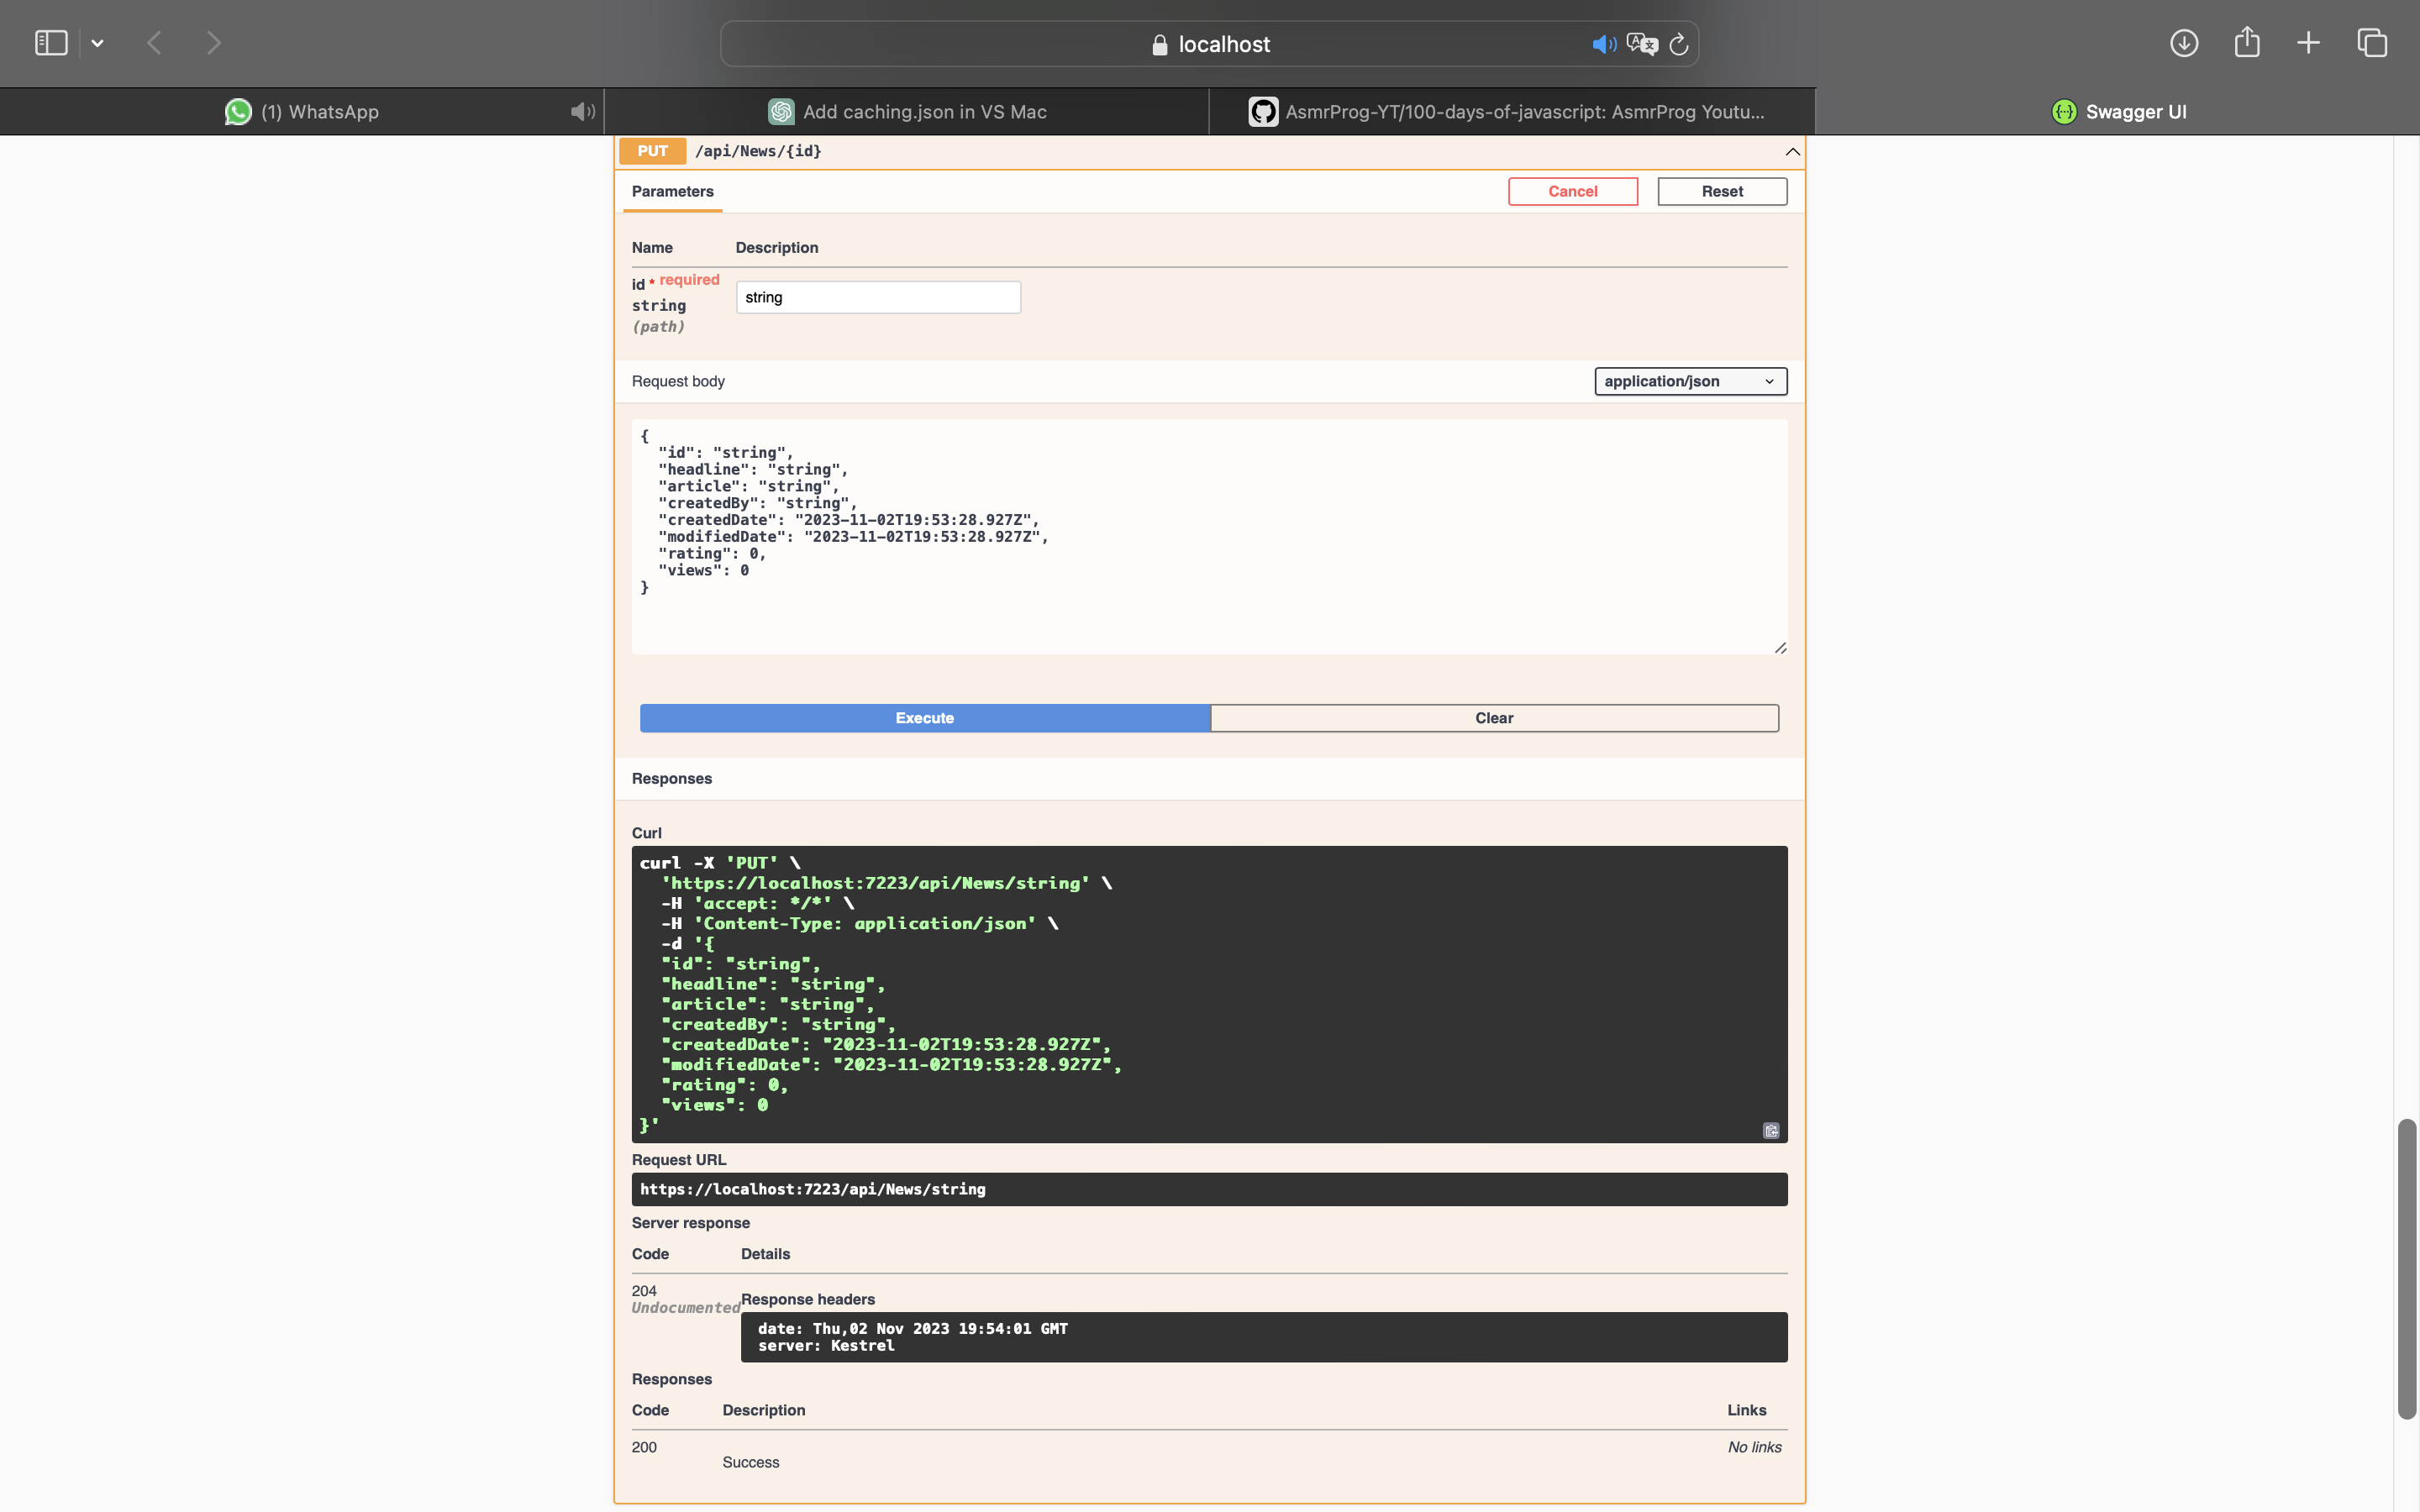 localhost
(1) WhatsApp
Add caching.json in VS Mac
AsmrProg-YT/100-days-of-javascript: AsmrProg Youtu...
Swagger UI
PUT /api/News/{id}
Parameters
Cancel
Reset
Name Description
id * required
string
(path)
string
Request body
application/json
{
"id": "string",
"headline": "string",
"article": "string",
"createdBy": "string",
"createdDate": "2023-11-02T19:53:28.927Z",
"modifiedDate": "2023-11-02T19:53:28.927Z",
"rating": 0,
"views": 0
}
Execute
Clear
Responses
Curl
curl -X 'PUT' \
'https://localhost:7223/api/News/string' \
-H 'accept: */*' \
-H 'Content-Type: application/json' \
-d '{
"id": "string",
"headline": "string",
"article": "string",
"createdBy": "string",
"createdDate": "2023-11-02T19:53:28.927Z",
"modifiedDate": "2023-11-02T19:53:28.927Z",
"rating": 0,
"views": 0
}'
Request URL
https://localhost:7223/api/News/string
Server response
Code Details
204
Undocumented
Response headers
date: Thu,02 Nov 2023 19:54:01 GMT
server: Kestrel
Responses
Code Description Links
200
Success
No links